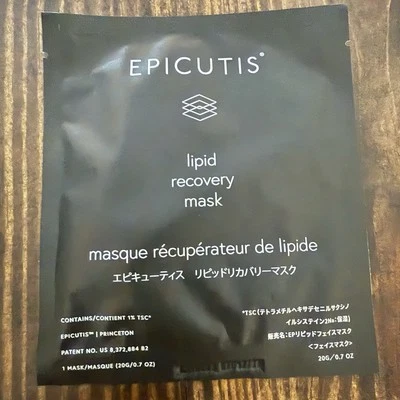 EPICUTIS®
lipid
recovery
mask
masque récupérateur de lipide
エピキューティス リピッドリカバリーマスク
CONTAINS/CONTIENT 1% TSC*
EPICUTIS™ | PRINCETON
PATENT NO. US 8,372,884 B2
1 MASK/MASQUE (20G/0.7 OZ)
*TSC(テトラメチルヘキサデセニルサクシノ
イルシステイン2Na:保湿)
販売名:EPリピッドフェイスマスク
<フェイスマスク>
20G/0.7 OZ